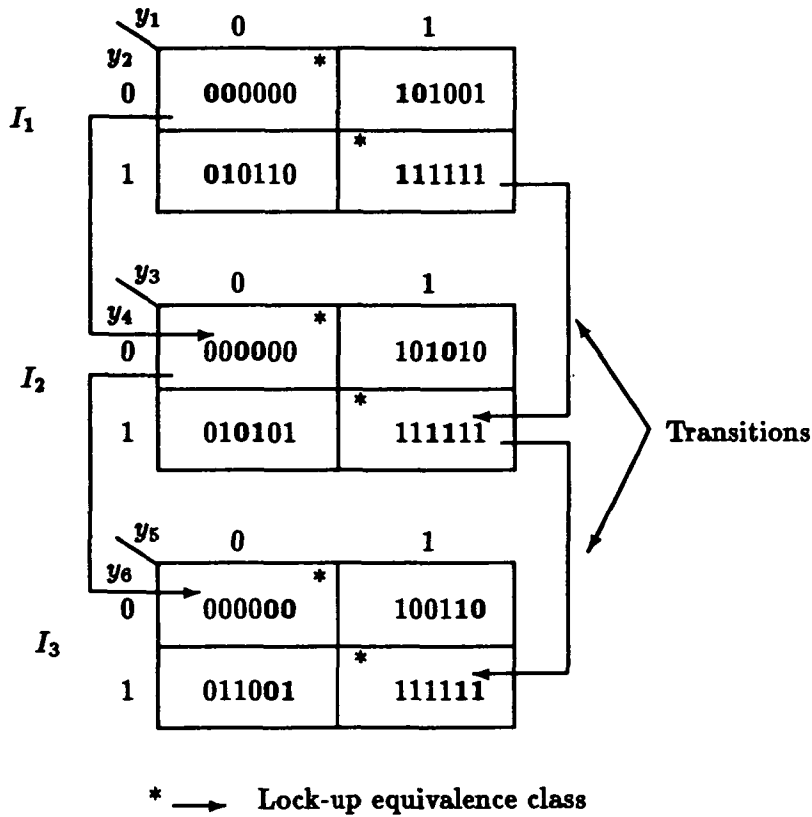 y1
0 1
y2
0 000000 * 101001
I1
1 010110 * 111111
y3
0 1
y4
0 000000 * 101010
I2
1 010101 * 111111
Transitions
y5
0 1
y6
0 000000 * 100110
I3
1 011001 * 111111
* → Lock-up equivalence class